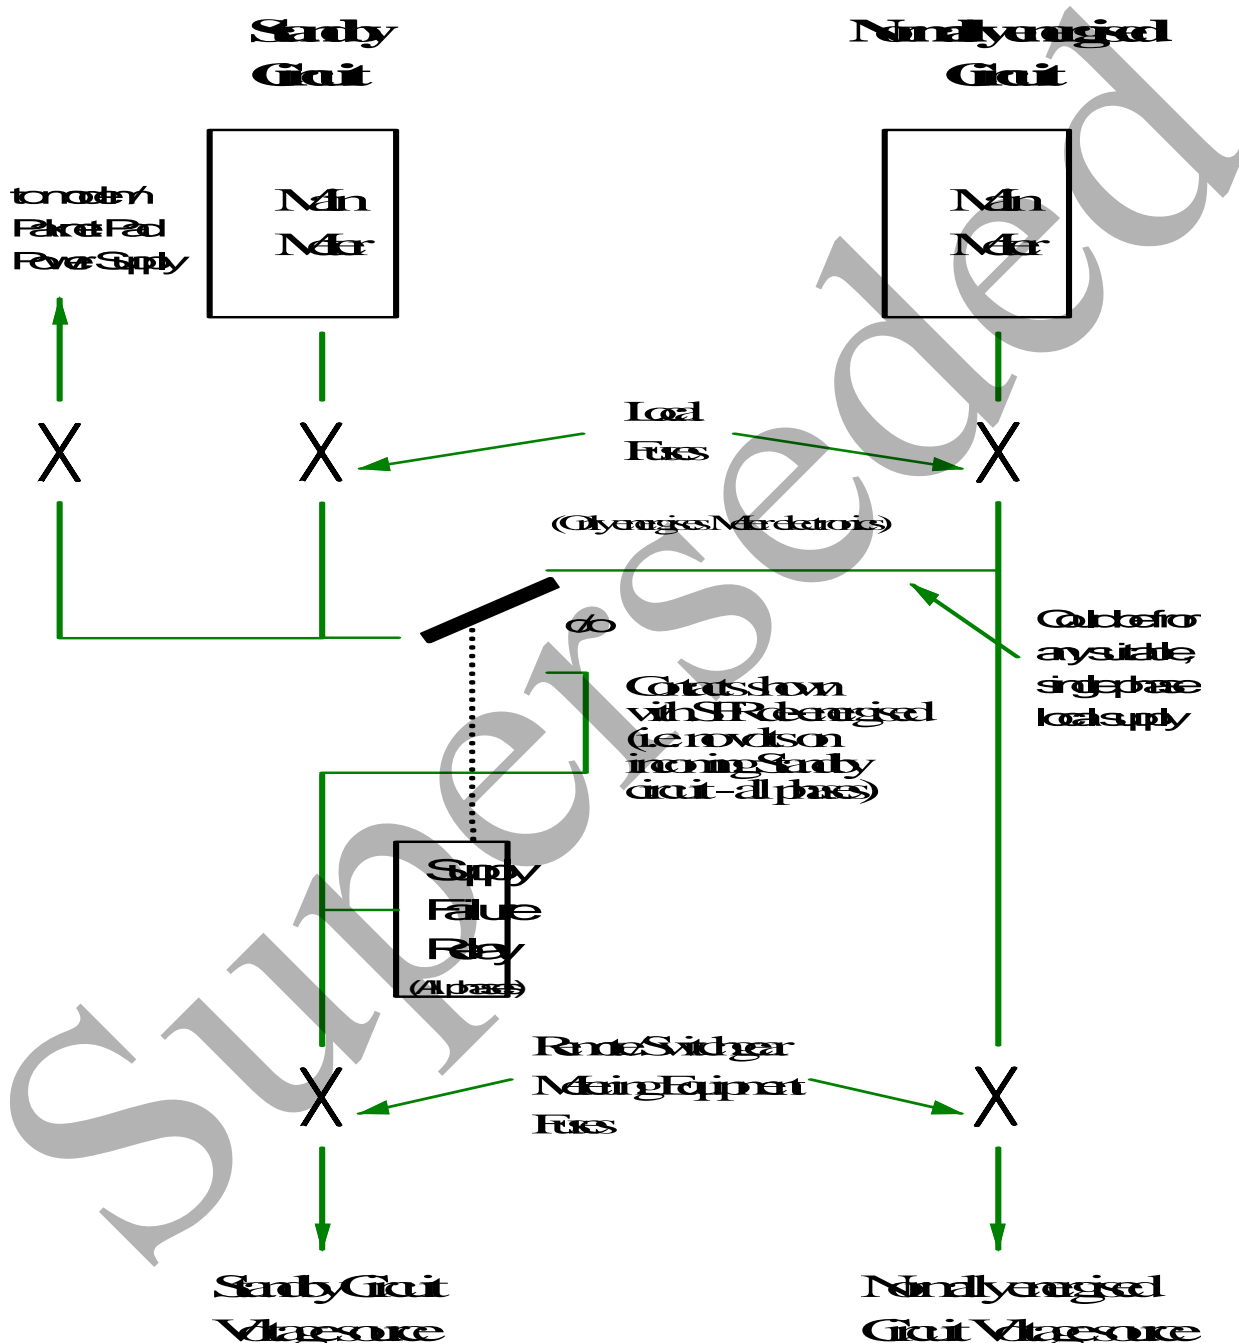 Standby
Circuit
Normally energised
Circuit
to modem/
Paknet Pad
Power Supply
Main
Meter
Main
Meter
Local
Fuses
(Only energises Meter electronics)
c/o
Could be from
any suitable,
single phase
local supply
Contacts shown
with SFR de-energised
(i.e. no volts on
incoming Standby
circuit – all phases)
Supply
Failure
Relay
(All phases)
Remote/Switchgear
Metering Equipment
Fuses
Standby Circuit
Voltage source
Normally energised
Circuit Voltage source
Superseded